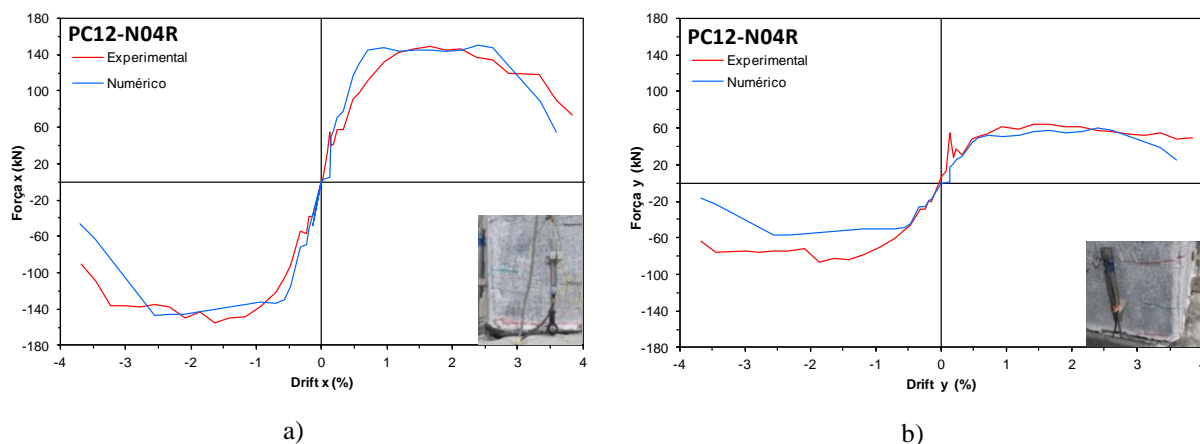 PC12-N04R
Experimental
Numérico
Força x (kN)
180
140
100
60
20
-20
-60
-100
-140
-180
-4 -3 -2 -1 0 1 2 3 4
Drift x (%)
a)
PC12-N04R
Experimental
Numérico
Força y (kN)
180
140
100
60
20
-20
-60
-100
-140
-180
-4 -3 -2 -1 0 1 2 3 4
Drift y (%)
b)